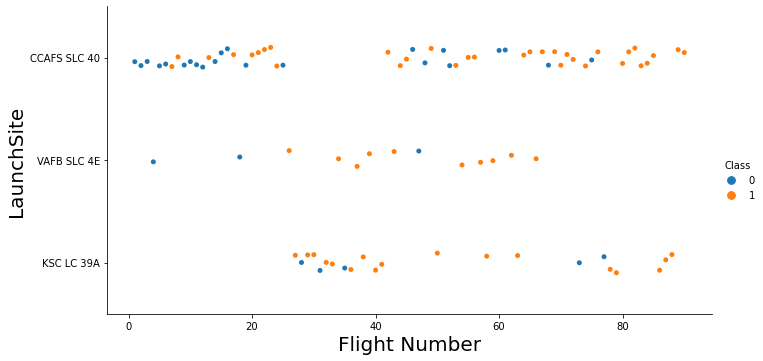 LaunchSite
CCAFS SLC 40
VAFB SLC 4E
KSC LC 39A
0
20
40
60
80
Flight Number
Class
0
1